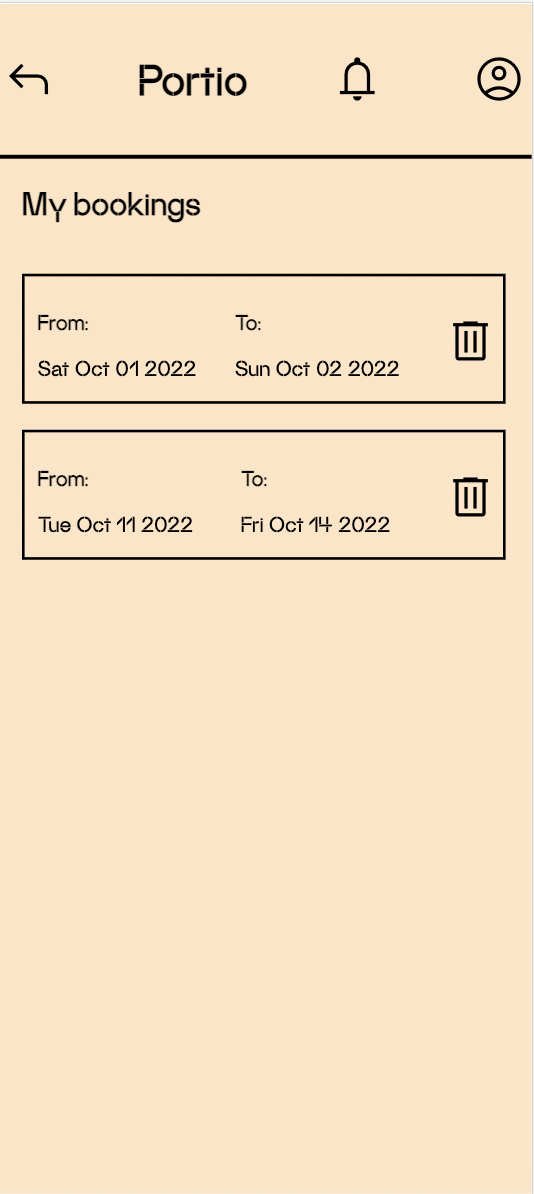 Portio
My bookings
From: To:
Sat Oct 01 2022 Sun Oct 02 2022
From: To:
Tue Oct 11 2022 Fri Oct 14 2022